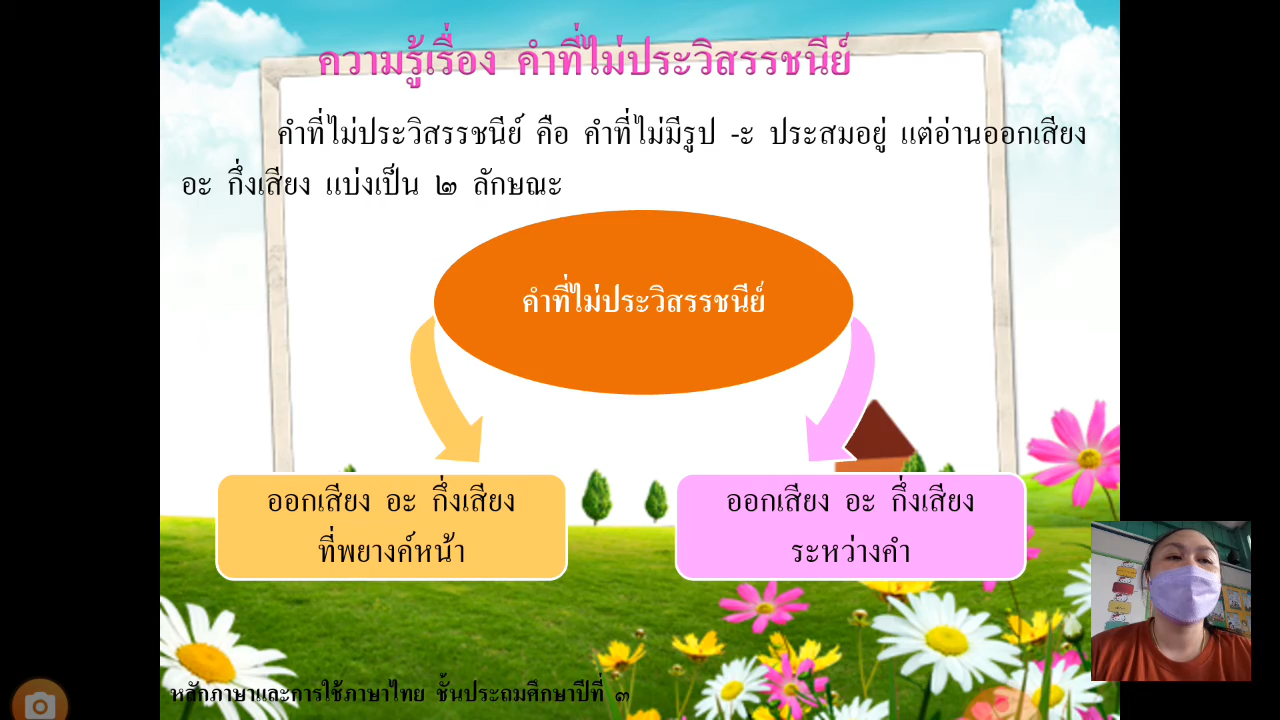 ความรู้เรื่อง คำที่ไม่ประวิสรรชนีย์
คำที่ไม่ประวิสรรชนีย์ คือ คำที่ไม่มีรูป -ะ ประสมอยู่ แต่อ่านออกเสียง
อะ กึ่งเสียง แบ่งเป็น ๒ ลักษณะ
คำที่ไม่ประวิสรรชนีย์
ออกเสียง อะ กึ่งเสียง
ที่พยางค์หน้า
ออกเสียง อะ กึ่งเสียง
ระหว่างคำ
หลักภาษาและการใช้ภาษาไทย ชั้นประถมศึกษาปีที่ ๓